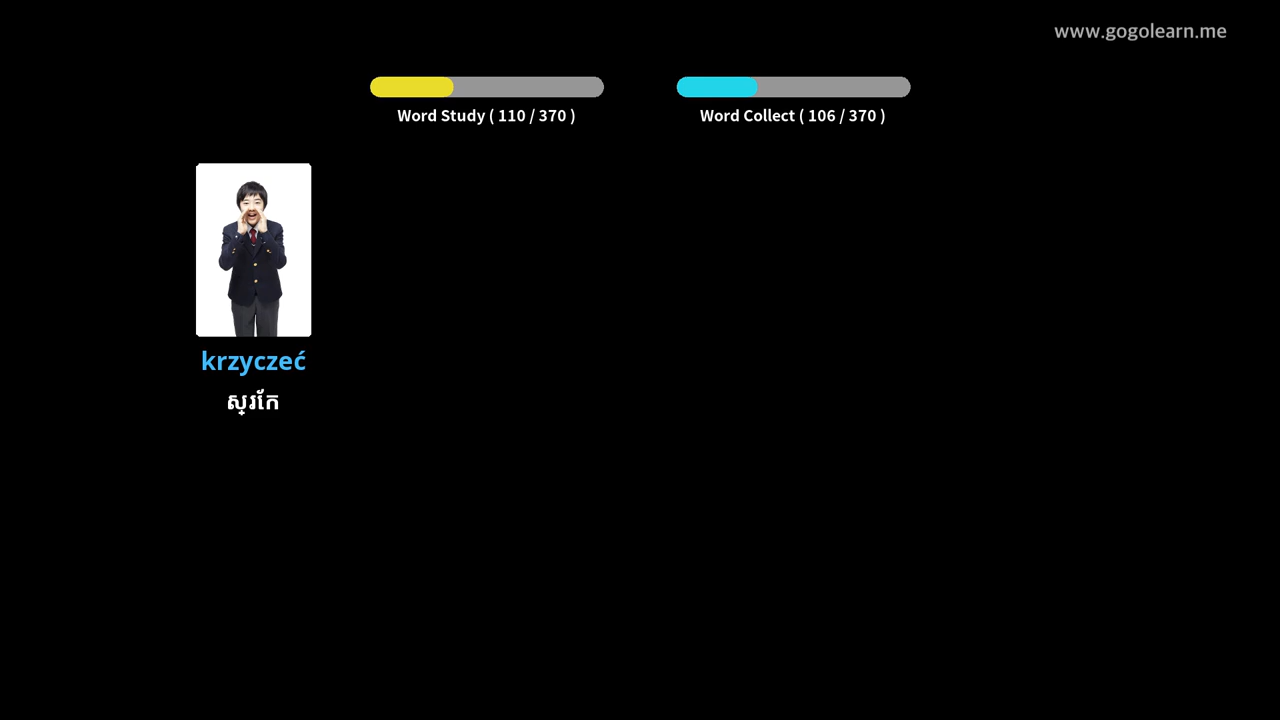 www.gogolearn.me
Word Study ( 110 / 370 )
Word Collect ( 106 / 370 )
krzyczeć
ស្រែក